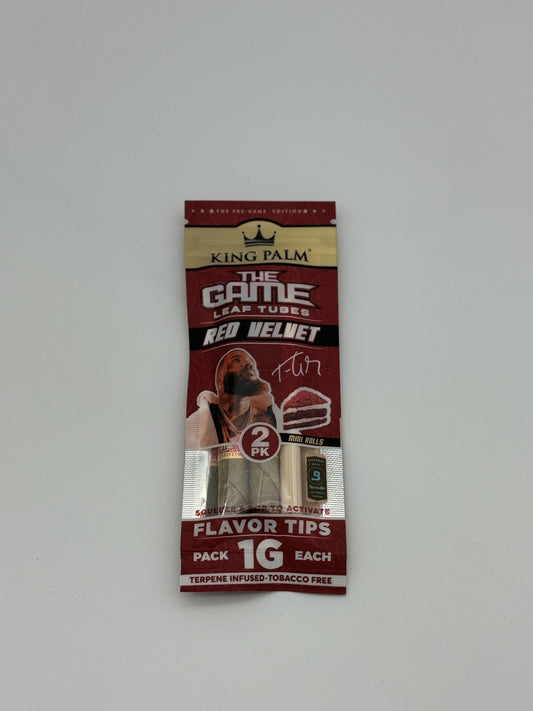 ★ ★ ★ THE PRE-GAME EDITION ★ ★ ★
KING PALM®
THE
GAME
LEAF TUBES
RED VELVET
2
PK
MINI ROLLS
SQUEEZE & POP TO ACTIVATE
FLAVOR TIPS
PACK 1G EACH
TERPENE INFUSED • TOBACCO FREE